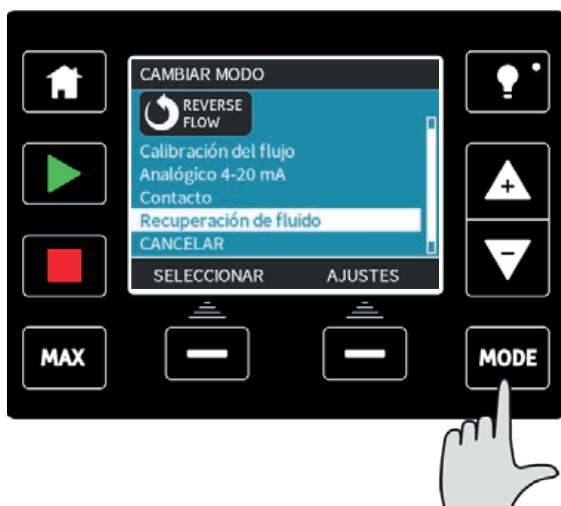 CAMBIAR MODO
REVERSE
FLOW
Calibración del flujo
Analógico 4-20 mA
Contacto
Recuperación de fluido
CANCELAR
SELECCIONAR AJUSTES
+
−
MAX
MODE